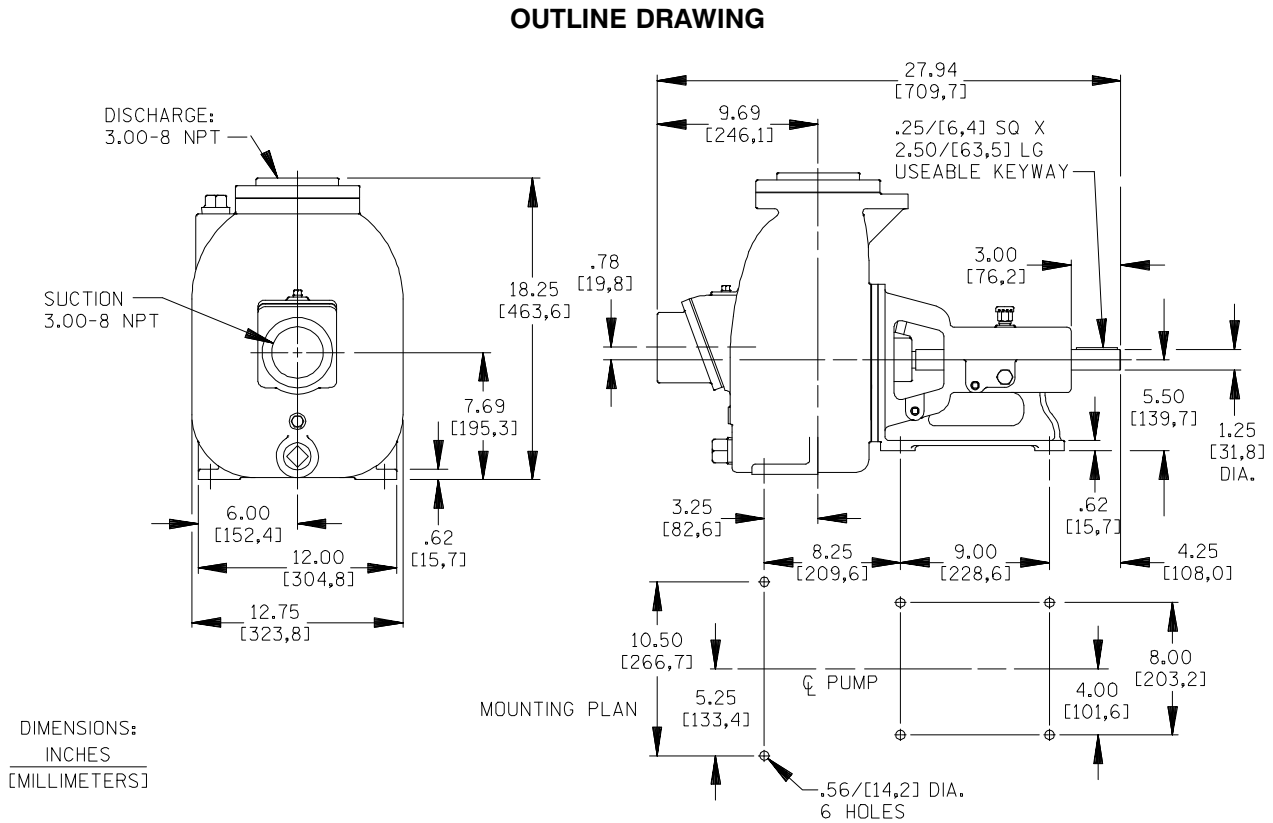 OUTLINE DRAWING
DISCHARGE:
3.00-8 NPT
SUCTION
3.00-8 NPT
18.25
[463,6]
7.69
[195,3]
6.00
[152,4]
.62
[15,7]
12.00
[304,8]
12.75
[323,8]
27.94
[709,7]
9.69
[246,1]
.25/[6,4] SQ X
2.50/[63,5] LG
USEABLE KEYWAY
.78
[19,8]
3.00
[76,2]
5.50
[139,7]
1.25
[31,8]
DIA.
.62
[15,7]
3.25
[82,6]
8.25
[209,6]
9.00
[228,6]
4.25
[108,0]
10.50
[266,7]
℄ PUMP
8.00
[203,2]
4.00
[101,6]
5.25
[133,4]
MOUNTING PLAN
.56/[14,2] DIA.
6 HOLES
DIMENSIONS:
INCHES
[MILLIMETERS]